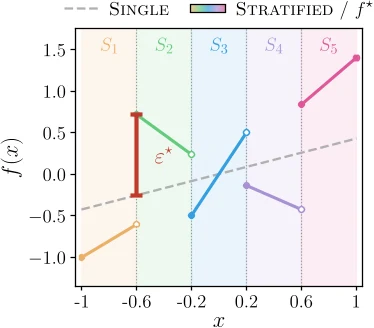 SINGLE STRATIFIED / f*
S₁ S₂ S₃ S₄ S₅
1.5
1.0
0.5
0.0
−0.5
−1.0
f(x)
ε*
-1 -0.6 -0.2 0.2 0.6 1
x